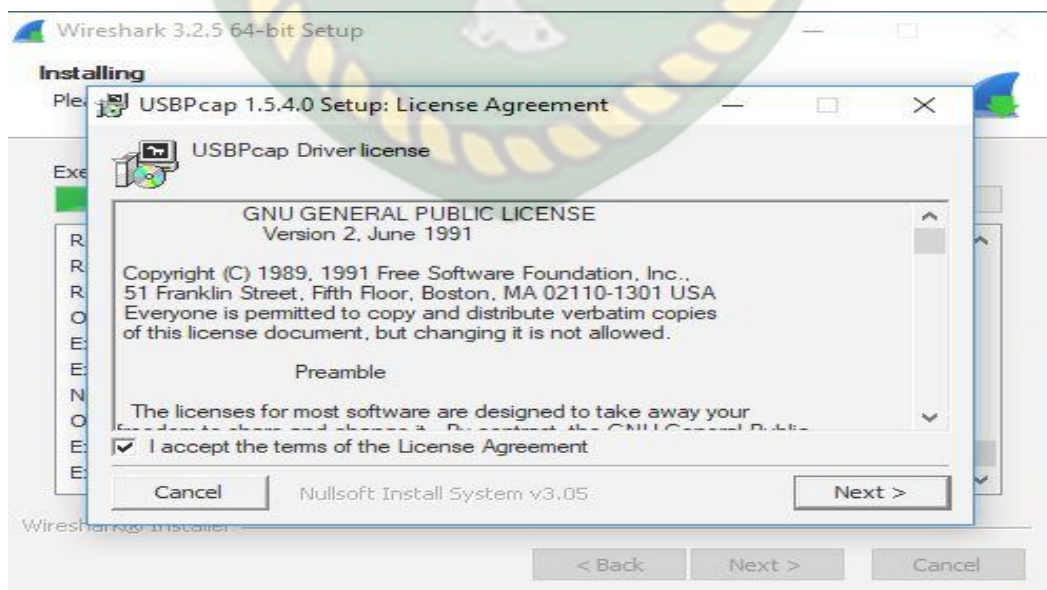 Wireshark 3.2.5 64-bit Setup
Installing
USBPcap 1.5.4.0 Setup: License Agreement
USBPcap Driver license
GNU GENERAL PUBLIC LICENSE
Version 2, June 1991
Copyright (C) 1989, 1991 Free Software Foundation, Inc.,
51 Franklin Street, Fifth Floor, Boston, MA 02110-1301 USA
Everyone is permitted to copy and distribute verbatim copies
of this license document, but changing it is not allowed.
Preamble
The licenses for most software are designed to take away your
I accept the terms of the License Agreement
Cancel
Nullsoft Install System v3.05
Next >
< Back
Next >
Cancel